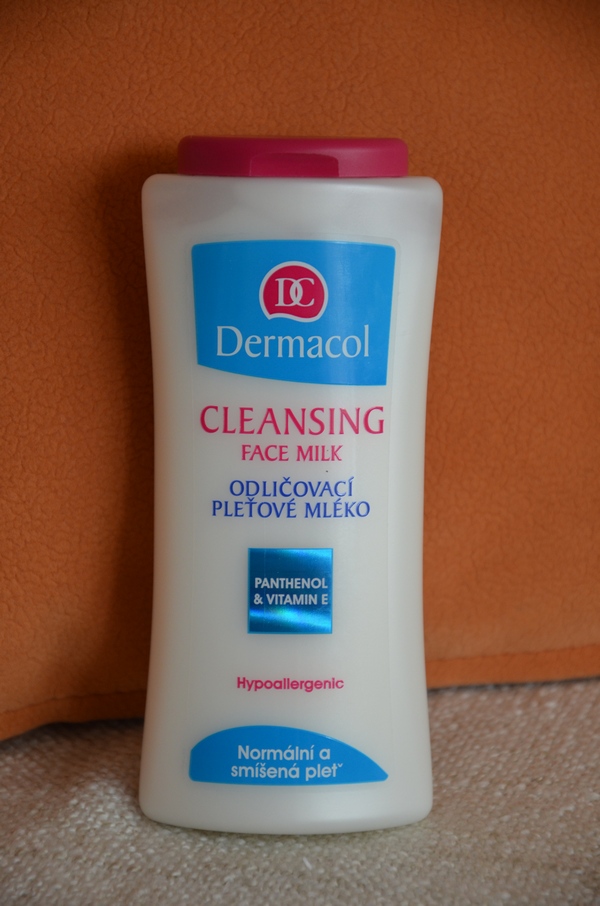 DC
Dermacol
CLEANSING
FACE MILK
ODLIČOVACÍ
PLEŤOVÉ MLÉKO
PANTHENOL
& VITAMIN E
Hypoallergenic
Normální a
smíšená pleť